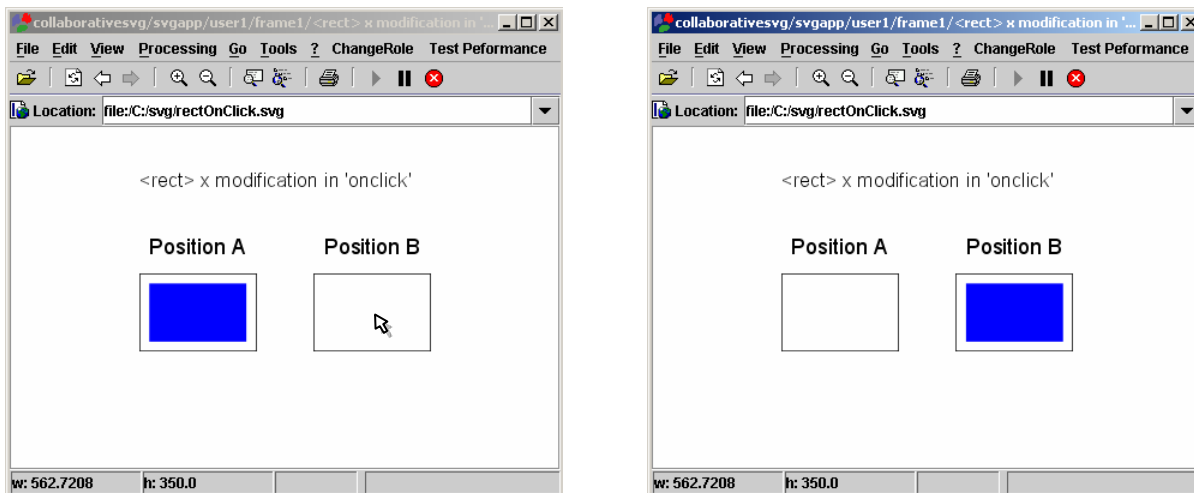 collaborativesvg/svgapp/user1/frame1/<rect> x modification in '...
File Edit View Processing Go Tools ? ChangeRole Test Peformance
Location: file:/C:/svg/rectOnClick.svg
<rect> x modification in 'onclick'
Position A Position B
w: 562.7208 h: 350.0
collaborativesvg/svgapp/user1/frame1/<rect> x modification in '...
File Edit View Processing Go Tools ? ChangeRole Test Peformance
Location: file:/C:/svg/rectOnClick.svg
<rect> x modification in 'onclick'
Position A Position B
w: 562.7208 h: 350.0